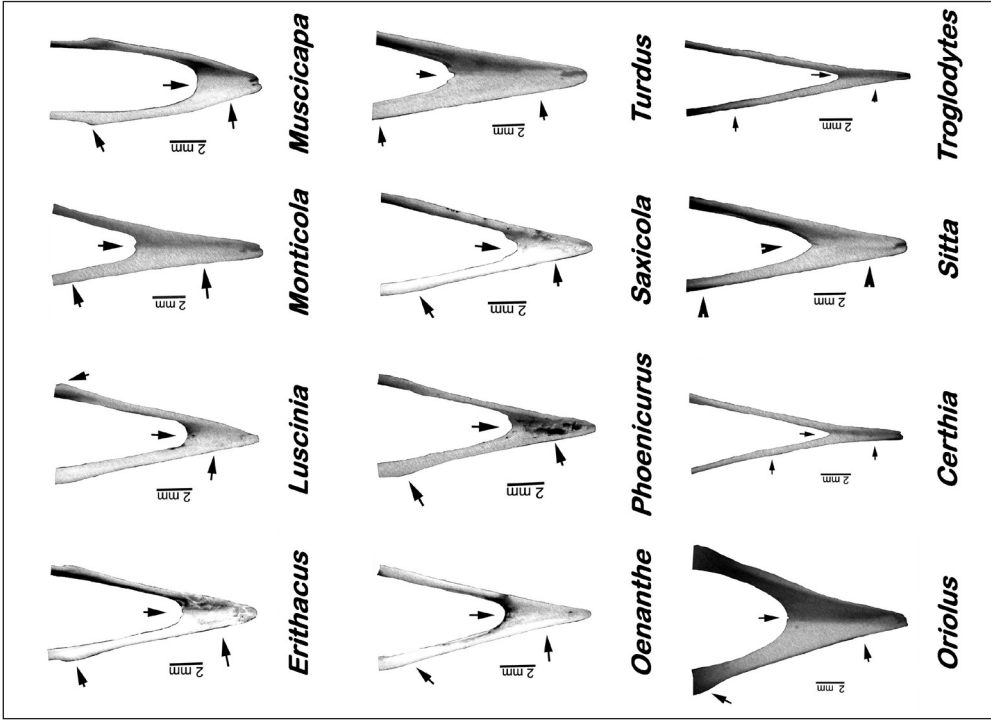 2 mm
2 mm
2 mm
2 mm
Erithacus
Luscinia
Monticola
Muscicapa
2 mm
2 mm
2 mm
2 mm
Oenanthe
Phoenicurus
Saxicola
Turdus
2 mm
2 mm
2 mm
2 mm
Oriolus
Certhia
Sitta
Troglodytes